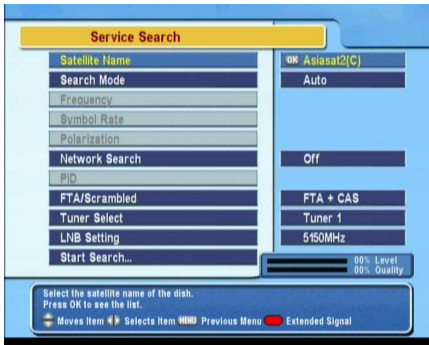 Service Search
Satellite Name OK Asiasat2(C)
Search Mode Auto
Frequency
Symbol Rate
Polarization
Network Search Off
PID
FTA/Scrambled FTA + CAS
Tuner Select Tuner 1
LNB Setting 5150MHz
Start Search...
00% Level
00% Quality
Select the satellite name of the dish.
Press OK to see the list.
Moves Item Selects Item MENU Previous Menu Extended Signal